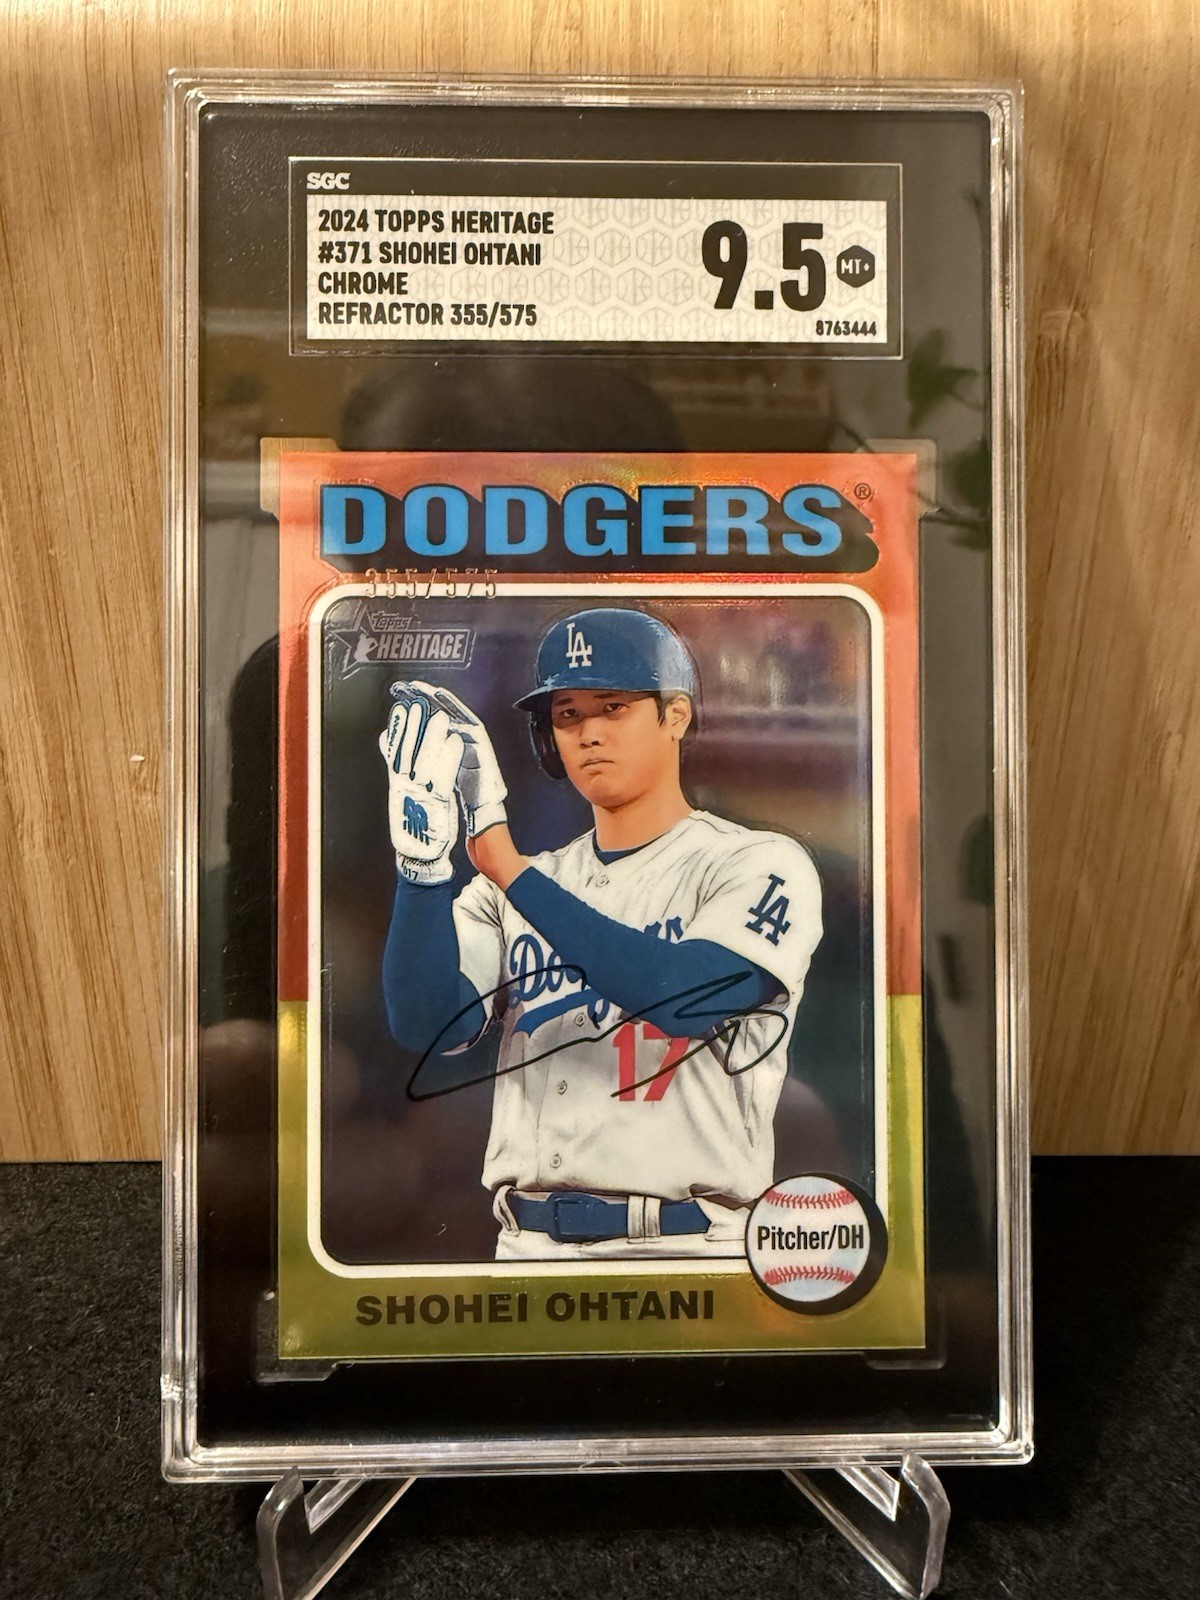 SGC
2024 TOPPS HERITAGE
#371 SHOHEI OHTANI
CHROME
REFRACTOR 355/575
9.5
MT+
8763444
DODGERS®
355/575
Topps
HERITAGE
LA
LA
17
Dodgers
17
Pitcher/DH
SHOHEI OHTANI